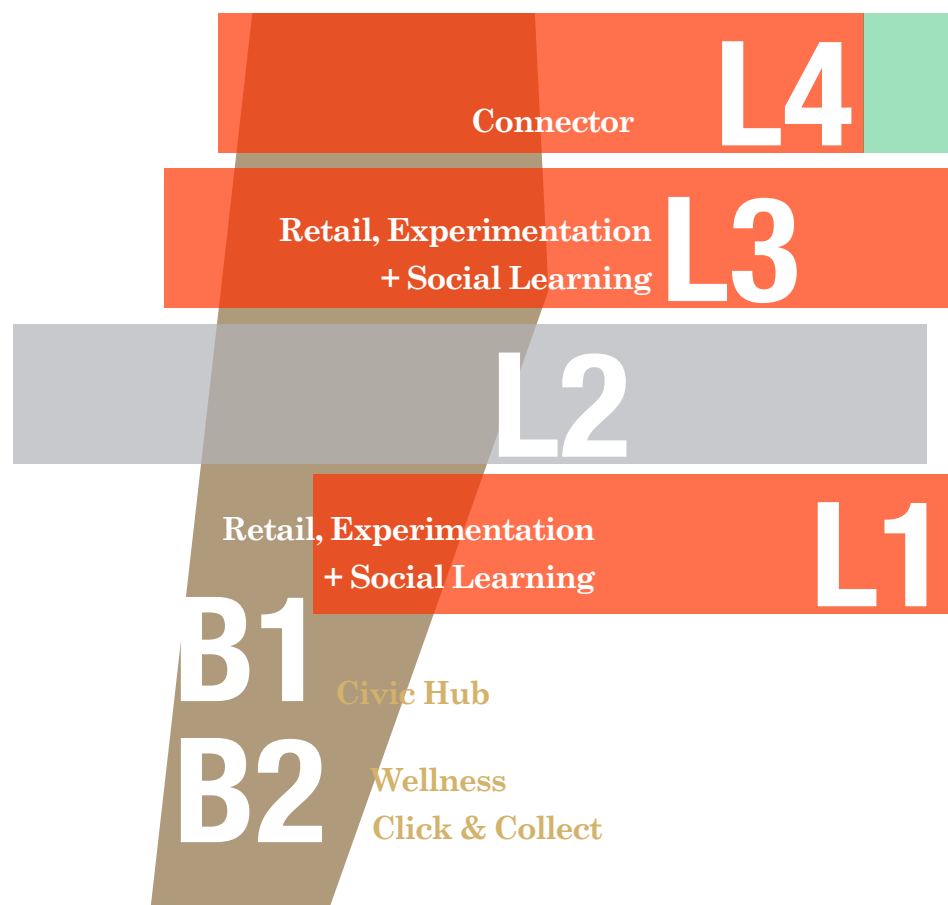 Connector L4
Retail, Experimentation
+ Social Learning L3
L2
Retail, Experimentation
+ Social Learning L1
B1 Civic Hub
B2 Wellness
Click & Collect